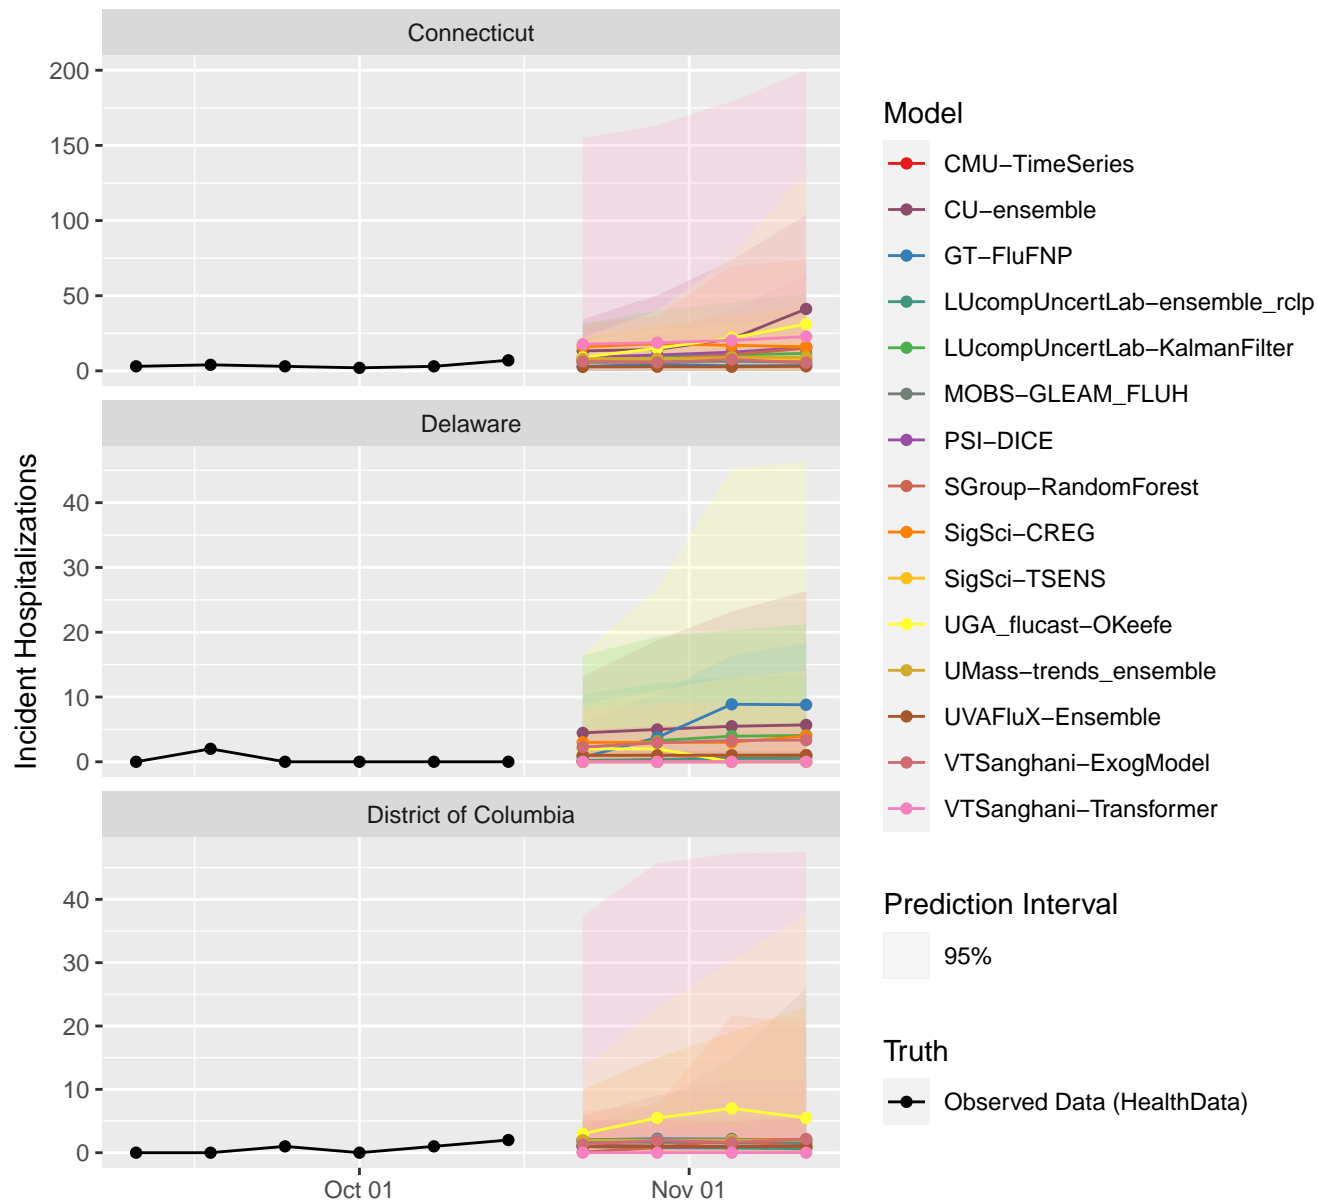 Connecticut
200
150
100
50
0
Delaware
40
30
20
10
0
District of Columbia
40
30
20
10
0
Oct 01
Nov 01
Incident Hospitalizations
Model
CMU−TimeSeries
CU−ensemble
GT−FluFNP
LUcompUncertLab−ensemble_rclp
LUcompUncertLab−KalmanFilter
MOBS−GLEAM_FLUH
PSI−DICE
SGroup−RandomForest
SigSci−CREG
SigSci−TSENS
UGA_flucast−OKeefe
UMass−trends_ensemble
UVAFluX−Ensemble
VTSanghani−ExogModel
VTSanghani−Transformer
Prediction Interval
95%
Truth
Observed Data (HealthData)